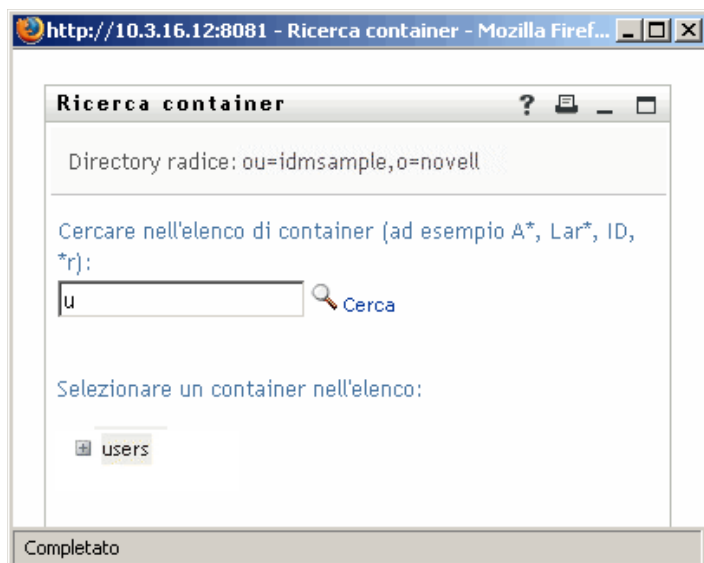 http://10.3.16.12:8081 - Ricerca container - Mozilla Firef...
Ricerca container
Directory radice: ou=idmsample,o=novell
Cercare nell'elenco di container (ad esempio A*, Lar*, ID,
*r):
u
Cerca
Selezionare un container nell'elenco:
users
Completato